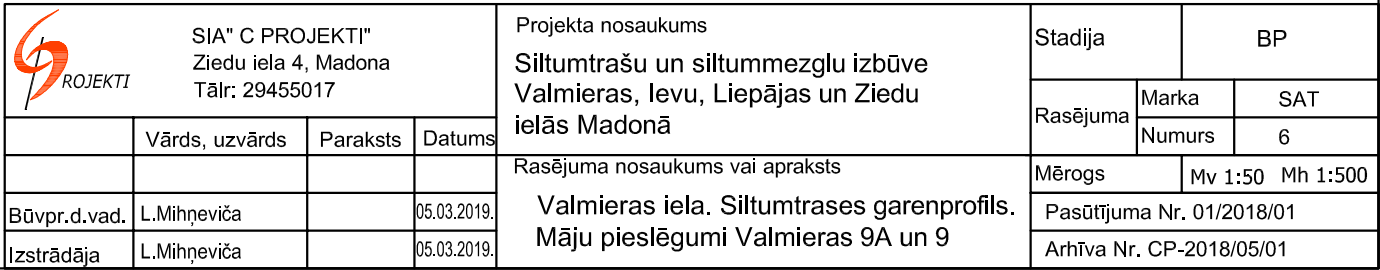 ROJEKTI
SIA" C PROJEKTI"
Ziedu iela 4, Madona
Tālr: 29455017
Vārds, uzvārds Paraksts Datums
Būvpr.d.vad. L.Mihņeviča 05.03.2019.
Izstrādāja L.Mihņeviča 05.03.2019.
Projekta nosaukums
Siltumtrašu un siltummezglu izbūve
Valmieras, Ievu, Liepājas un Ziedu
ielās Madonā
Rasējuma nosaukums vai apraksts
Valmieras iela. Siltumtrases garenprofils.
Māju pieslēgumi Valmieras 9A un 9
Stadija BP
Rasējuma
Marka SAT
Numurs 6
Mērogs Mv 1:50 Mh 1:500
Pasūtījuma Nr. 01/2018/01
Arhīva Nr. CP-2018/05/01